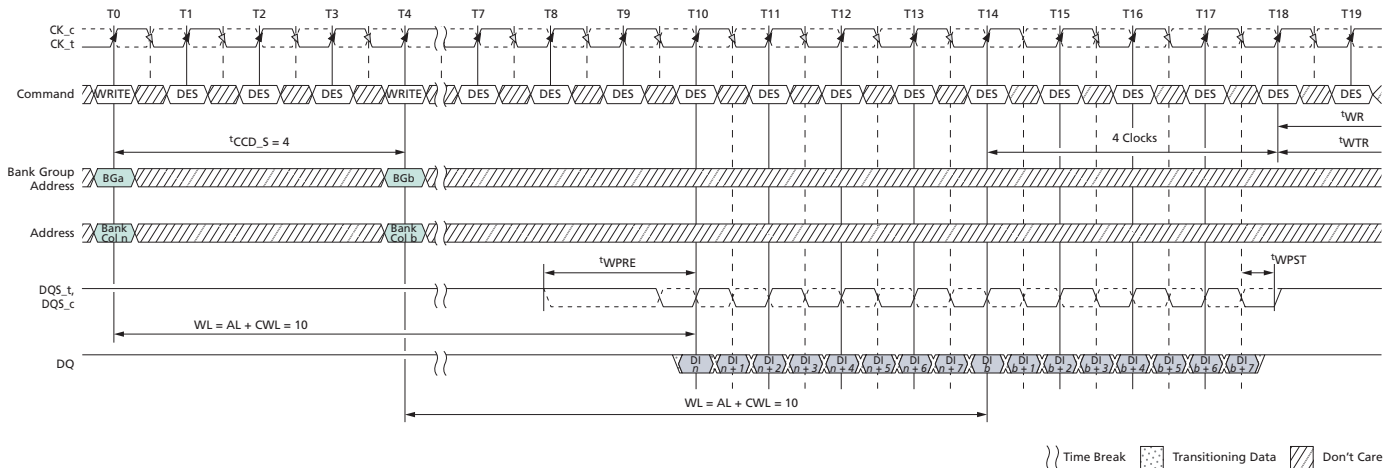 T0 T1 T2 T3 T4 T7 T8 T9 T10 T11 T12 T13 T14 T15 T16 T17 T18 T19
CK_c
CK_t
Command WRITE DES DES DES WRITE DES DES DES DES DES DES DES DES DES DES DES DES DES
tWR
tCCD_S = 4 4 Clocks tWTR
Bank Group
Address BGa BGb
Address Bank Col n Bank Col b
tWPRE tWPST
DQS_t,
DQS_c
WL = AL + CWL = 10
DQ DI n DI n + 1 DI n + 2 DI n + 3 DI n + 4 DI n + 5 DI n + 6 DI n + 7 DI b DI b + 1 DI b + 2 DI b + 3 DI b + 4 DI b + 5 DI b + 6 DI b + 7
WL = AL + CWL = 10
Time Break Transitioning Data Don't Care